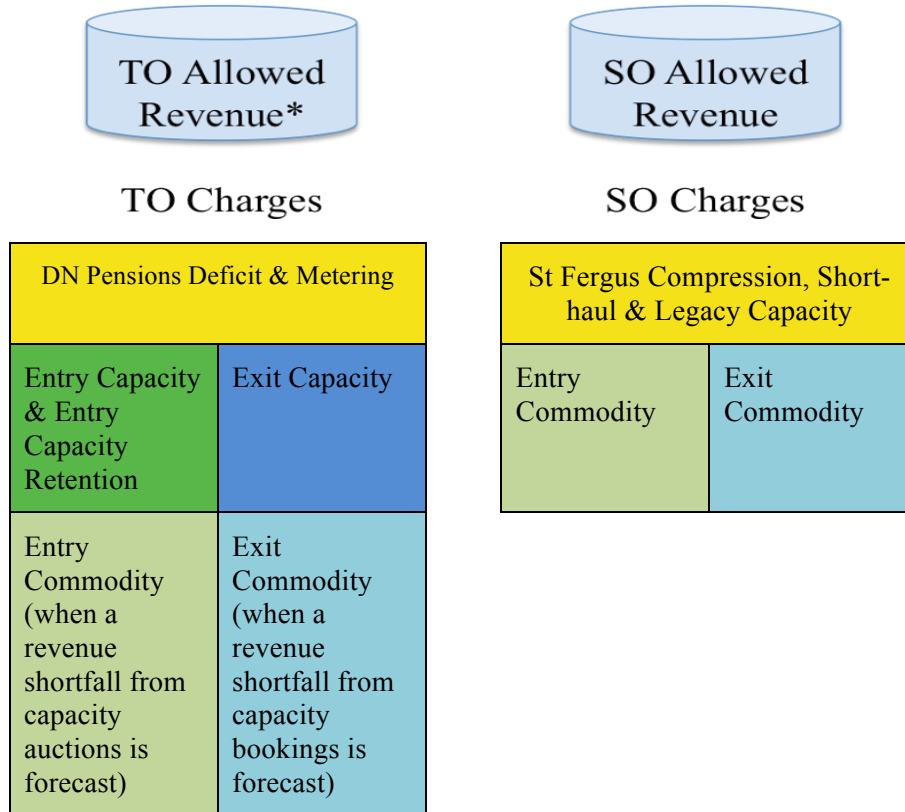 TO Allowed
Revenue*
SO Allowed
Revenue
TO Charges
SO Charges
DN Pensions Deficit & Metering
Entry Capacity
& Entry
Capacity
Retention
Exit Capacity
Entry
Commodity
(when a
revenue
shortfall from
capacity
auctions is
forecast)
Exit
Commodity
(when a
revenue
shortfall from
capacity
bookings is
forecast)
St Fergus Compression, Short-
haul & Legacy Capacity
Entry
Commodity
Exit
Commodity